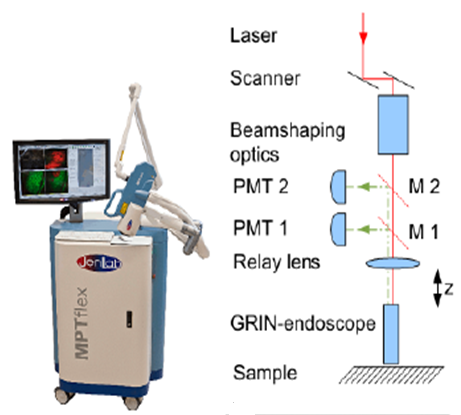 JenLab
MPTflex
Laser
Scanner
Beamshaping
optics
PMT 2
M 2
PMT 1
M 1
Relay lens
z
GRIN-endoscope
Sample